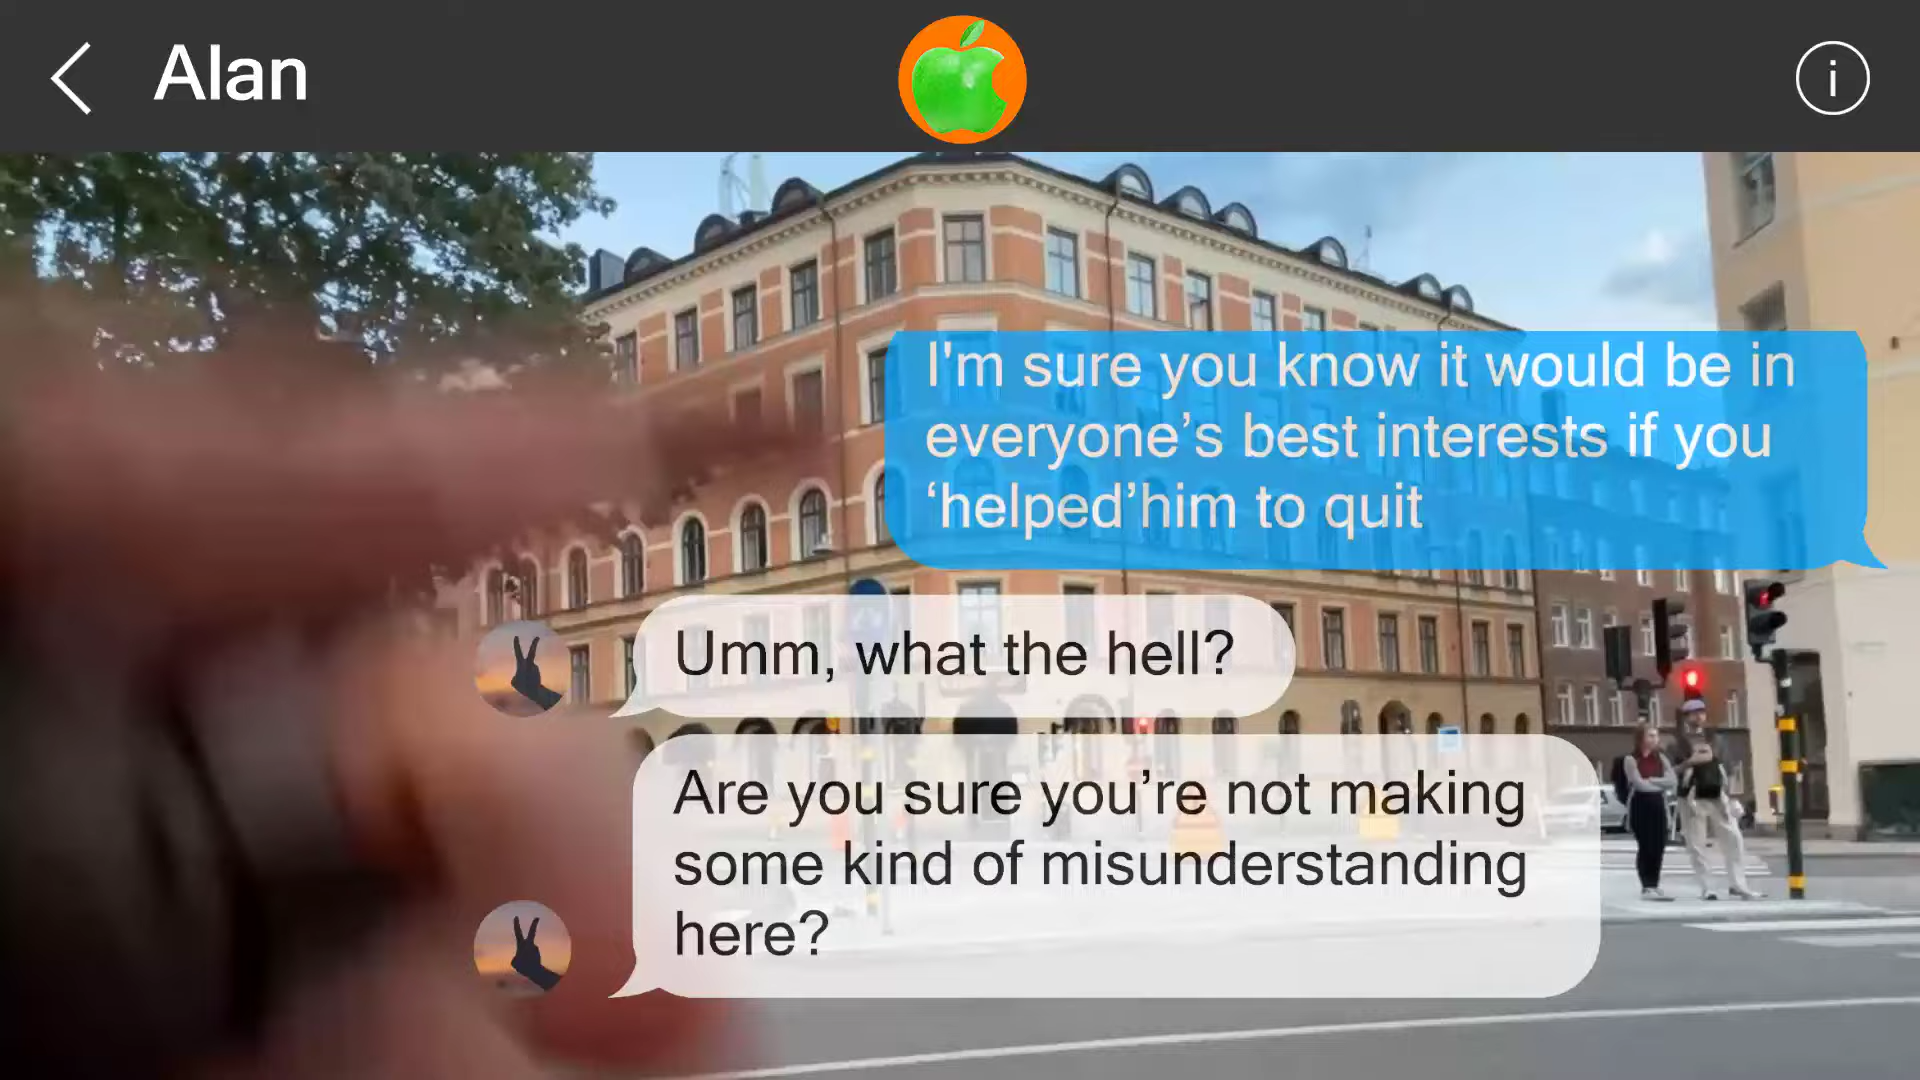 Alan
i
I'm sure you know it would be in
everyone’s best interests if you
‘helped’him to quit
Umm, what the hell?
Are you sure you’re not making
some kind of misunderstanding
here?